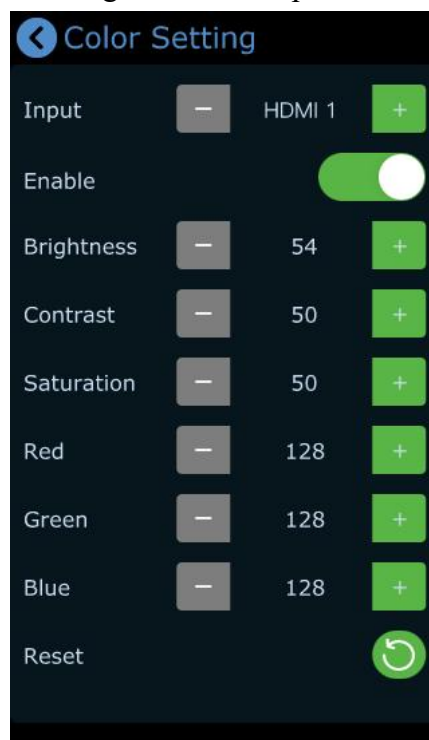 Color Setting
Input − HDMI 1 +
Enable
Brightness − 54 +
Contrast − 50 +
Saturation − 50 +
Red − 128 +
Green − 128 +
Blue − 128 +
Reset